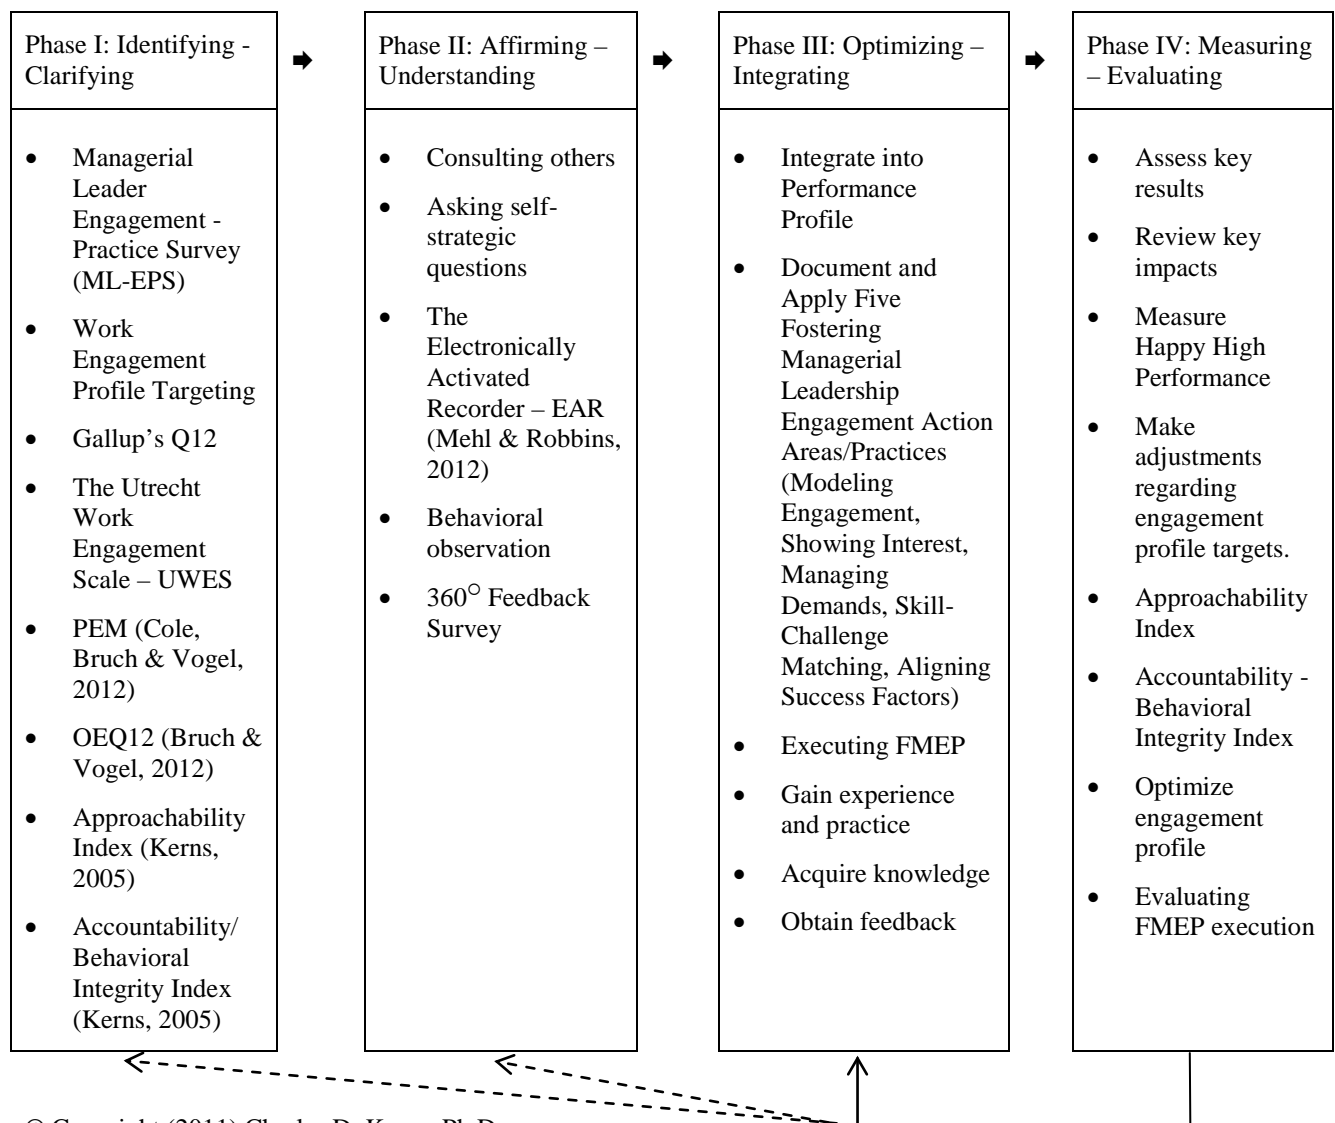 Phase I: Identifying -
Clarifying
• Managerial
Leader
Engagement -
Practice Survey
(ML-EPS)
• Work
Engagement
Profile Targeting
• Gallup’s Q12
• The Utrecht
Work
Engagement
Scale – UWES
• PEM (Cole,
Bruch & Vogel,
2012)
• OEQ12 (Bruch &
Vogel, 2012)
• Approachability
Index (Kerns,
2005)
• Accountability/
Behavioral
Integrity Index
(Kerns, 2005)
Phase II: Affirming –
Understanding
• Consulting others
• Asking self-
strategic
questions
• The
Electronically
Activated
Recorder – EAR
(Mehl & Robbins,
2012)
• Behavioral
observation
• 360○ Feedback
Survey
Phase III: Optimizing –
Integrating
• Integrate into
Performance
Profile
• Document and
Apply Five
Fostering
Managerial
Leadership
Engagement Action
Areas/Practices
(Modeling
Engagement,
Showing Interest,
Managing
Demands, Skill-
Challenge
Matching, Aligning
Success Factors)
• Executing FMEP
• Gain experience
and practice
• Acquire knowledge
• Obtain feedback
Phase IV: Measuring
– Evaluating
• Assess key
results
• Review key
impacts
• Measure
Happy High
Performance
• Make
adjustments
regarding
engagement
profile targets.
• Approachability
Index
• Accountability -
Behavioral
Integrity Index
• Optimize
engagement
profile
• Evaluating
FMEP execution
© Copyright (2011) Charles D. Kerns, Ph.D.